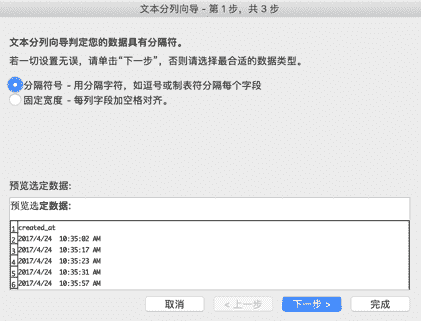 文本分列向导 - 第 1 步，共 3 步
文本分列向导判定您的数据具有分隔符。
若一切设置无误，请单击“下一步”，否则请选择最合适的数据类型。
分隔符号 - 用分隔字符，如逗号或制表符分隔每个字段
固定宽度 - 每列字段加空格对齐。
预览选定数据:
预览选定数据:
1 created_at
2 2017/4/24 10:35:02 AM
3 2017/4/24 10:35:17 AM
4 2017/4/24 10:35:23 AM
5 2017/4/24 10:35:31 AM
6 2017/4/24 10:35:57 AM
取消 < 上一步 下一步 > 完成